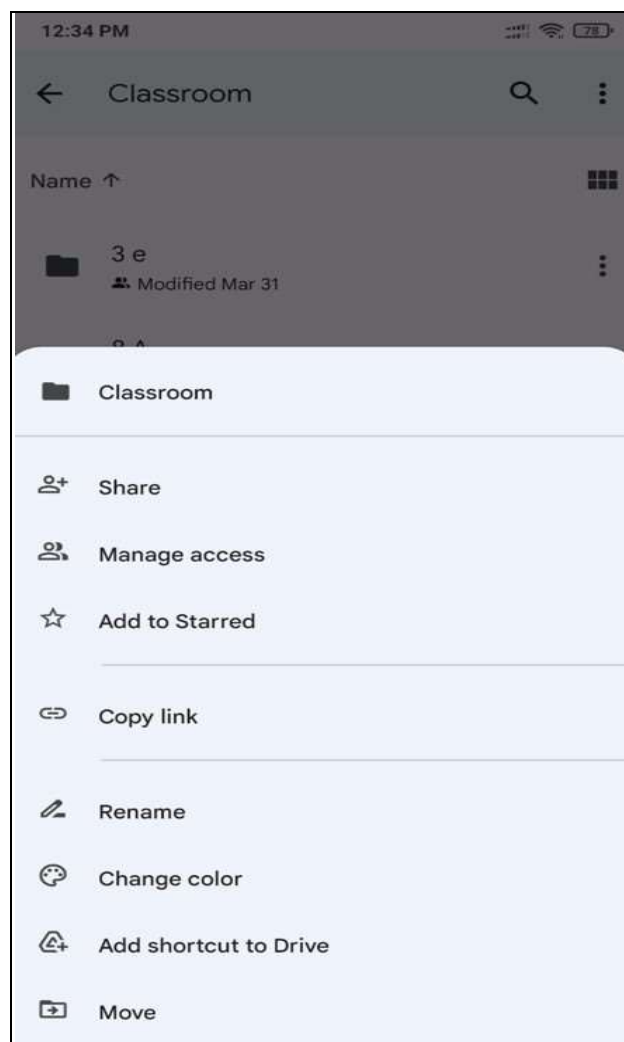 12:34 PM
78
Classroom
Name
3 e
Modified Mar 31
Classroom
Share
Manage access
Add to Starred
Copy link
Rename
Change color
Add shortcut to Drive
Move